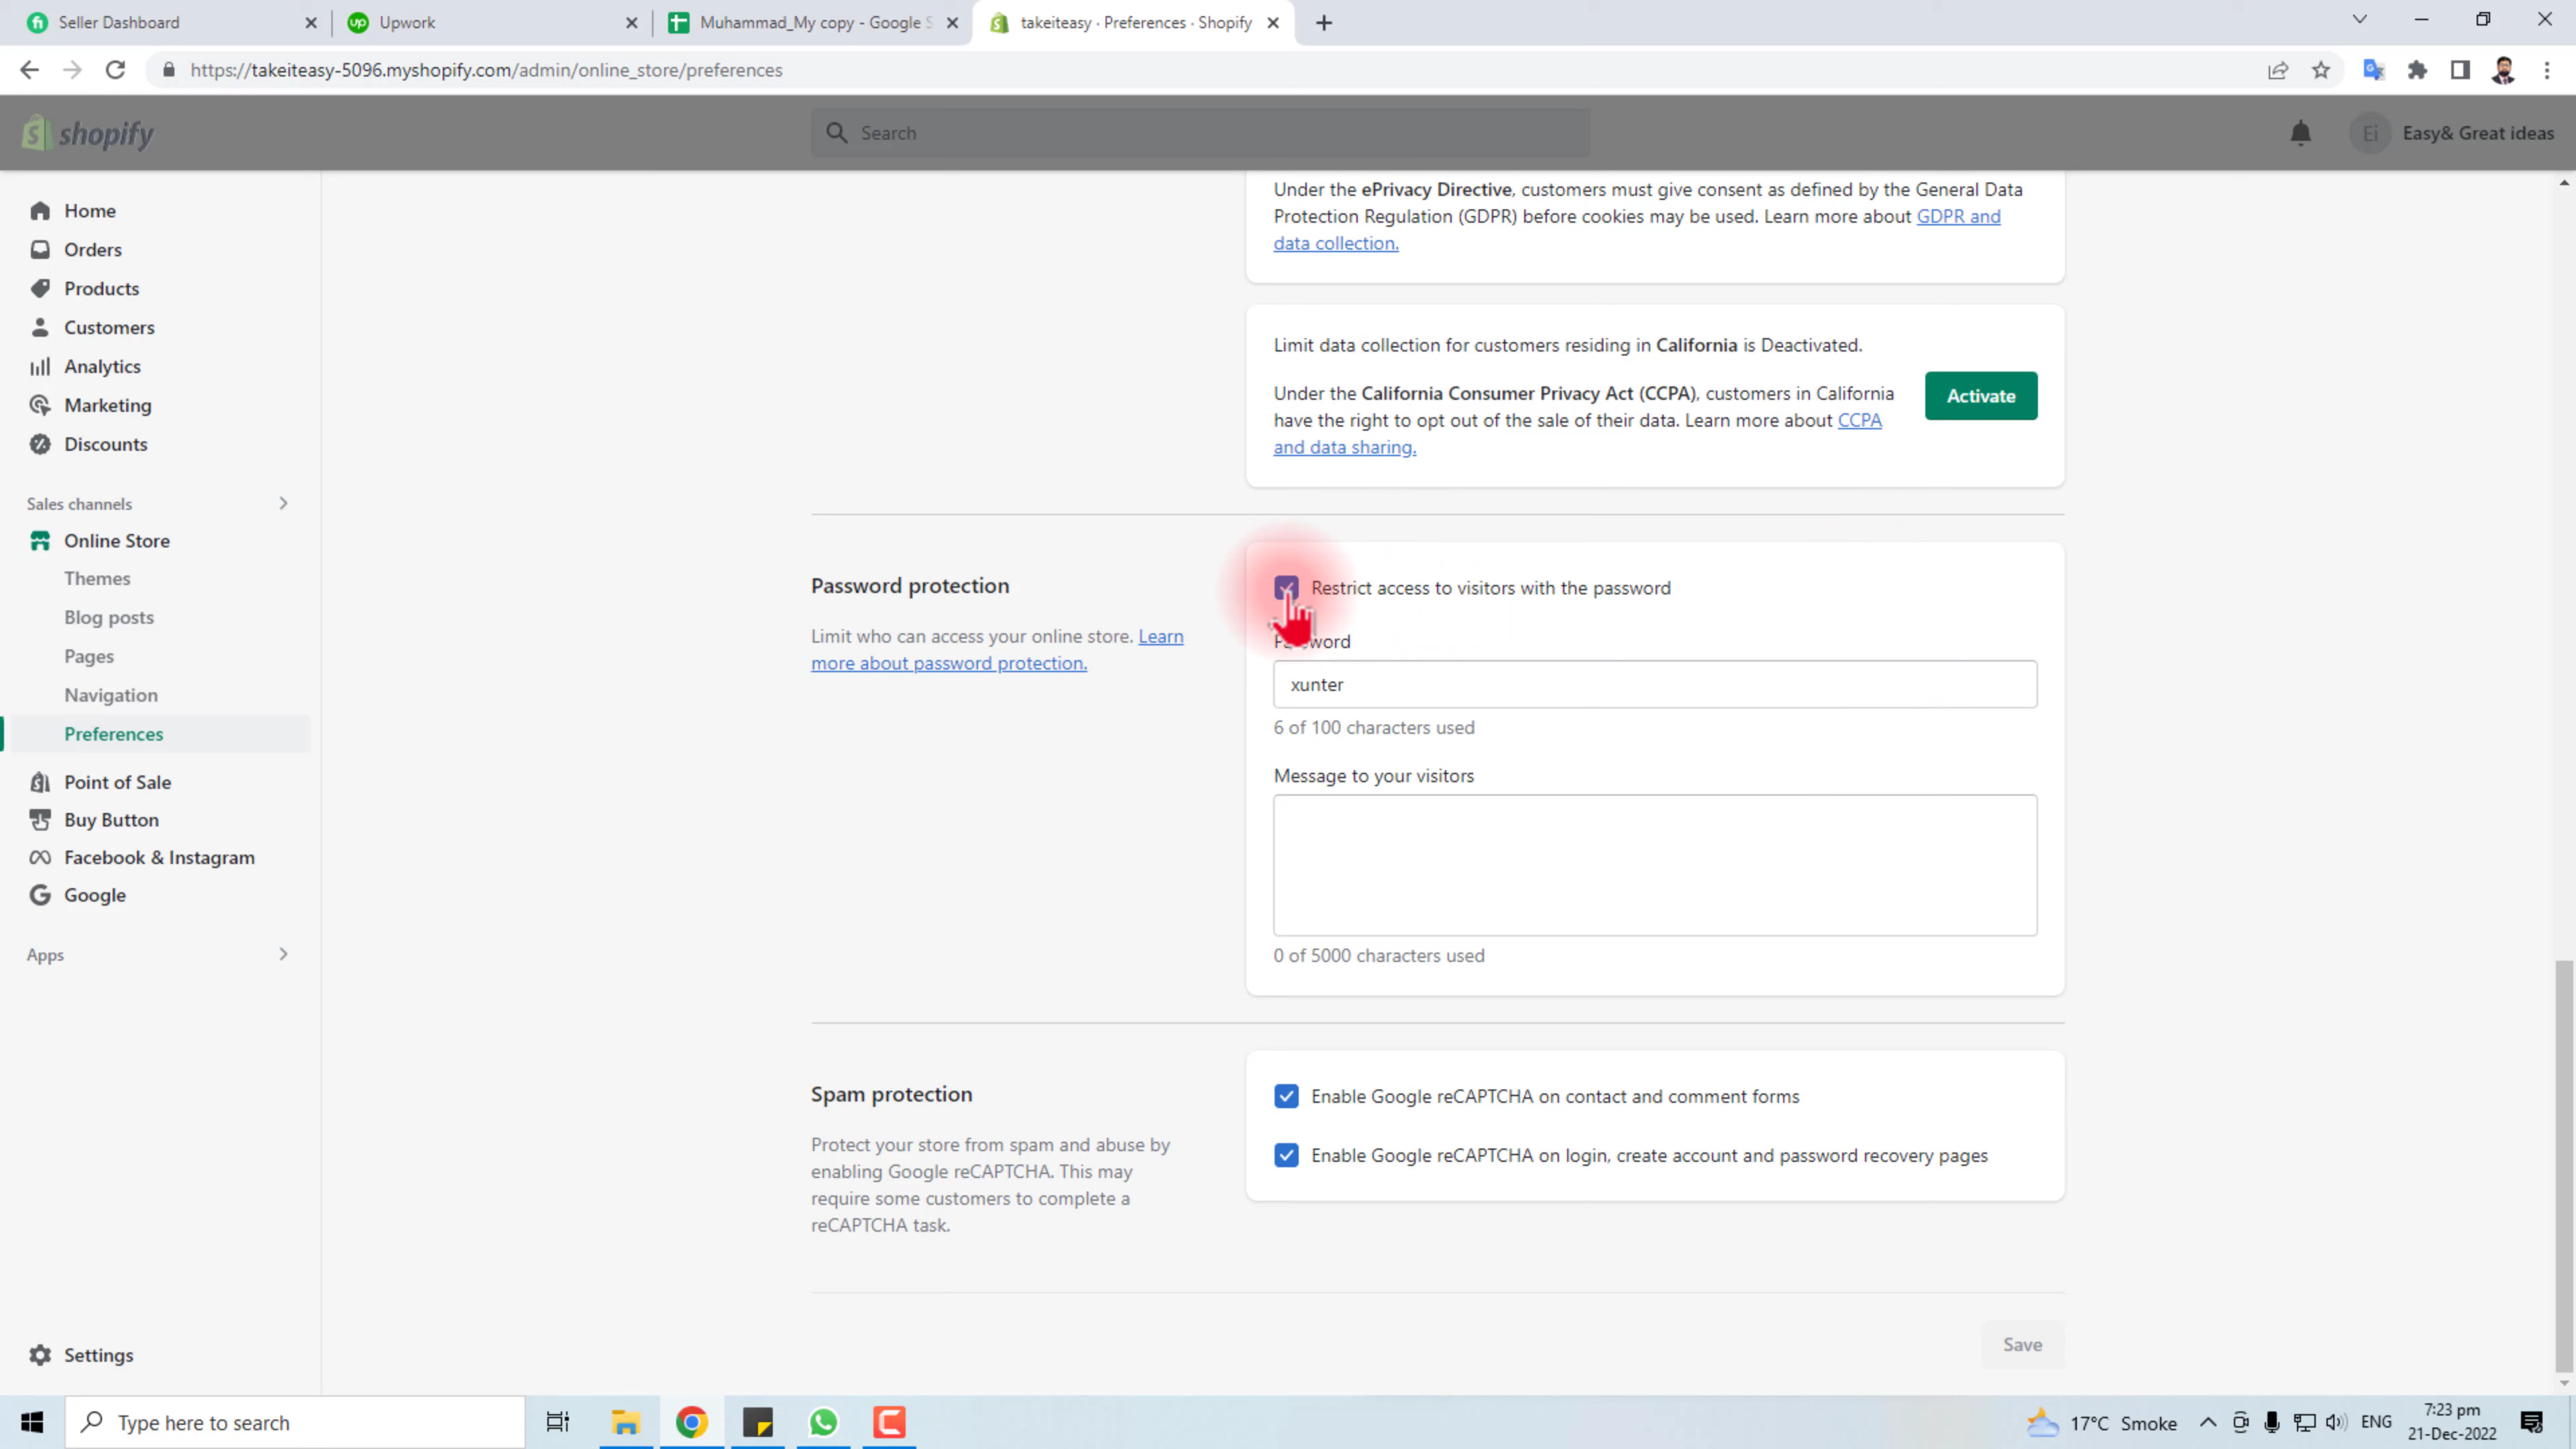 Seller Dashboard
Upwork
Muhammad_My copy - Google S
takeiteasy · Preferences · Shopify
https://takeiteasy-5096.myshopify.com/admin/online_store/preferences
shopify
Search
Ei
Easy& Great ideas
Home
Orders
Products
Customers
Analytics
Marketing
Discounts
Sales channels
Online Store
Themes
Blog posts
Pages
Navigation
Preferences
Point of Sale
Buy Button
Facebook & Instagram
Google
Apps
Settings
Under the ePrivacy Directive, customers must give consent as defined by the General Data
Protection Regulation (GDPR) before cookies may be used. Learn more about GDPR and
data collection.
Limit data collection for customers residing in California is Deactivated.
Under the California Consumer Privacy Act (CCPA), customers in California
have the right to opt out of the sale of their data. Learn more about CCPA
and data sharing.
Activate
Password protection
Limit who can access your online store. Learn
more about password protection.
Restrict access to visitors with the password
Password
xunter
6 of 100 characters used
Message to your visitors
0 of 5000 characters used
Spam protection
Protect your store from spam and abuse by
enabling Google reCAPTCHA. This may
require some customers to complete a
reCAPTCHA task.
Enable Google reCAPTCHA on contact and comment forms
Enable Google reCAPTCHA on login, create account and password recovery pages
Save
Type here to search
17°C Smoke
ENG
7:23 pm
21-Dec-2022